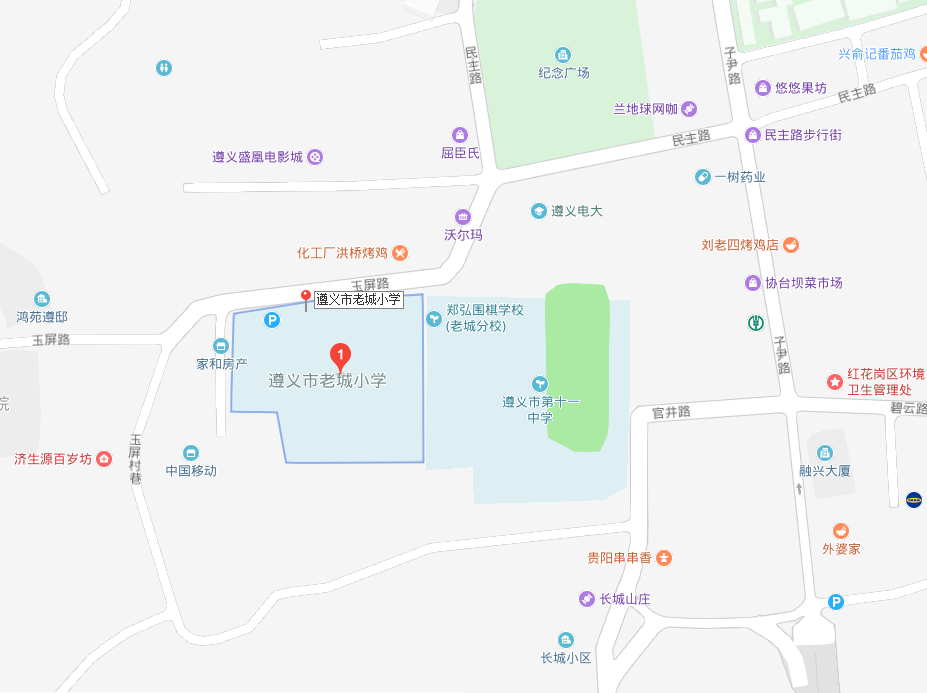 民主路
纪念广场
子尹路
兴俞记番茄鸡
悠悠果坊
民主路
兰地球网咖
民主路
民主路步行街
屈臣氏
遵义盛凰电影城
一树药业
遵义电大
沃尔玛
刘老四烤鸡店
化工厂洪桥烤鸡
玉屏路
协台坝菜市场
遵义市老城小学
鸿苑遵邸
郑弘围棋学校
(老城分校)
玉屏路
子尹路
家和房产
1
遵义市老城小学
红花岗区环境
卫生管理处
院
遵义市第十一
中学
官井路
碧云路
玉屏村巷
济生源百岁坊
中国移动
融兴大厦
外婆家
贵阳串串香
长城山庄
长城小区
P
P